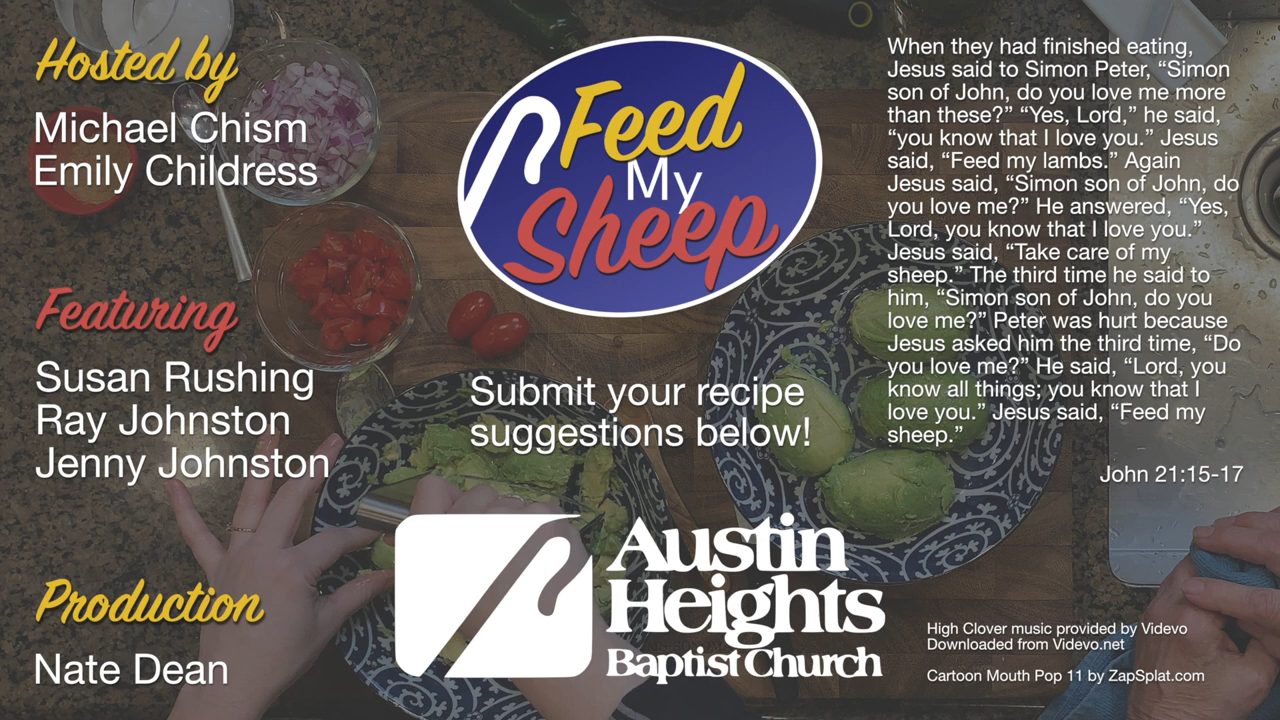 Hosted by
Michael Chism
Emily Childress
Featuring
Susan Rushing
Ray Johnston
Jenny Johnston
Production
Nate Dean
Feed
My
Sheep
Submit your recipe
suggestions below!
Austin
Heights
Baptist Church
When they had finished eating,
Jesus said to Simon Peter, “Simon
son of John, do you love me more
than these?” “Yes, Lord,” he said,
“you know that I love you.” Jesus
said, “Feed my lambs.” Again
Jesus said, “Simon son of John, do
you love me?” He answered, “Yes,
Lord, you know that I love you.”
Jesus said, “Take care of my
sheep.” The third time he said to
him, “Simon son of John, do you
love me?” Peter was hurt because
Jesus asked him the third time, “Do
you love me?” He said, “Lord, you
know all things; you know that I
love you.” Jesus said, “Feed my
sheep.”
John 21:15-17
High Clover music provided by Videvo
Downloaded from Videvo.net
Cartoon Mouth Pop 11 by ZapSplat.com